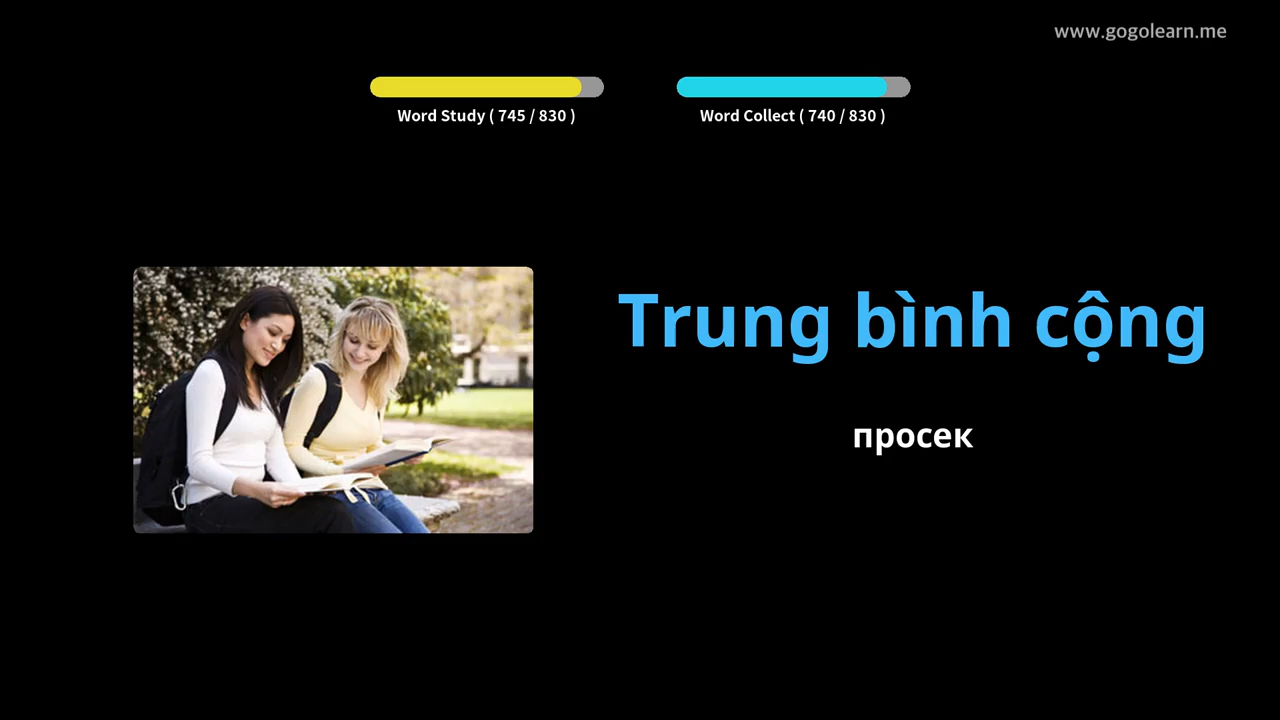 www.gogolearn.me
Word Study ( 745 / 830 )
Word Collect ( 740 / 830 )
Trung bình cộng
просек